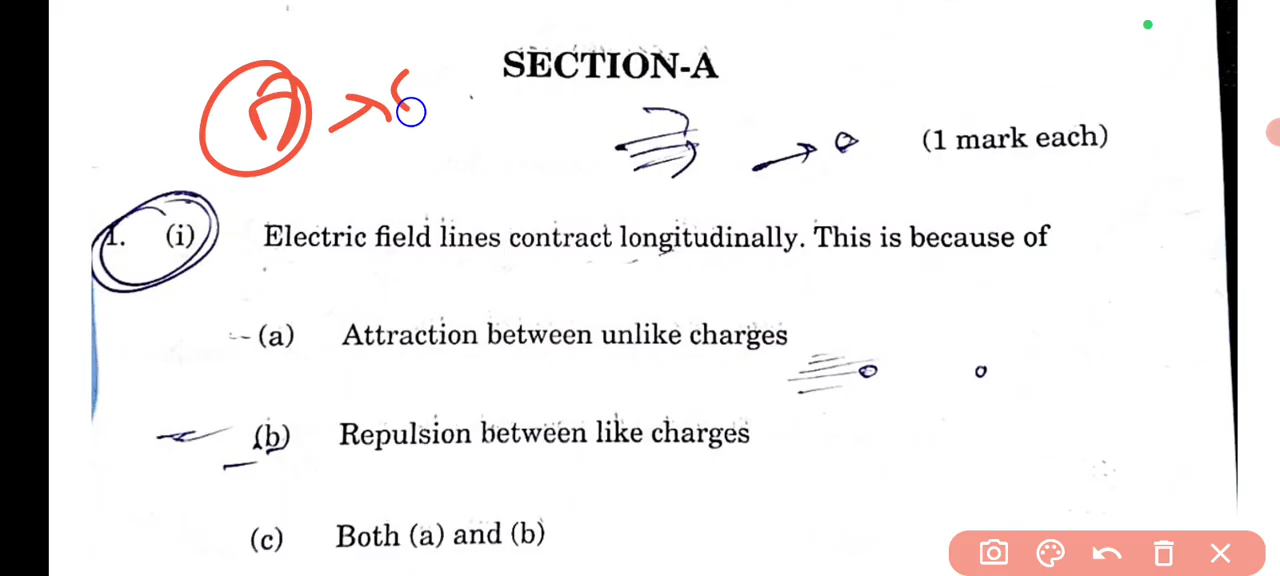 SECTION-A
(1 mark each)
1. (i) Electric field lines contract longitudinally. This is because of
(a) Attraction between unlike charges
(b) Repulsion between like charges
(c) Both (a) and (b)